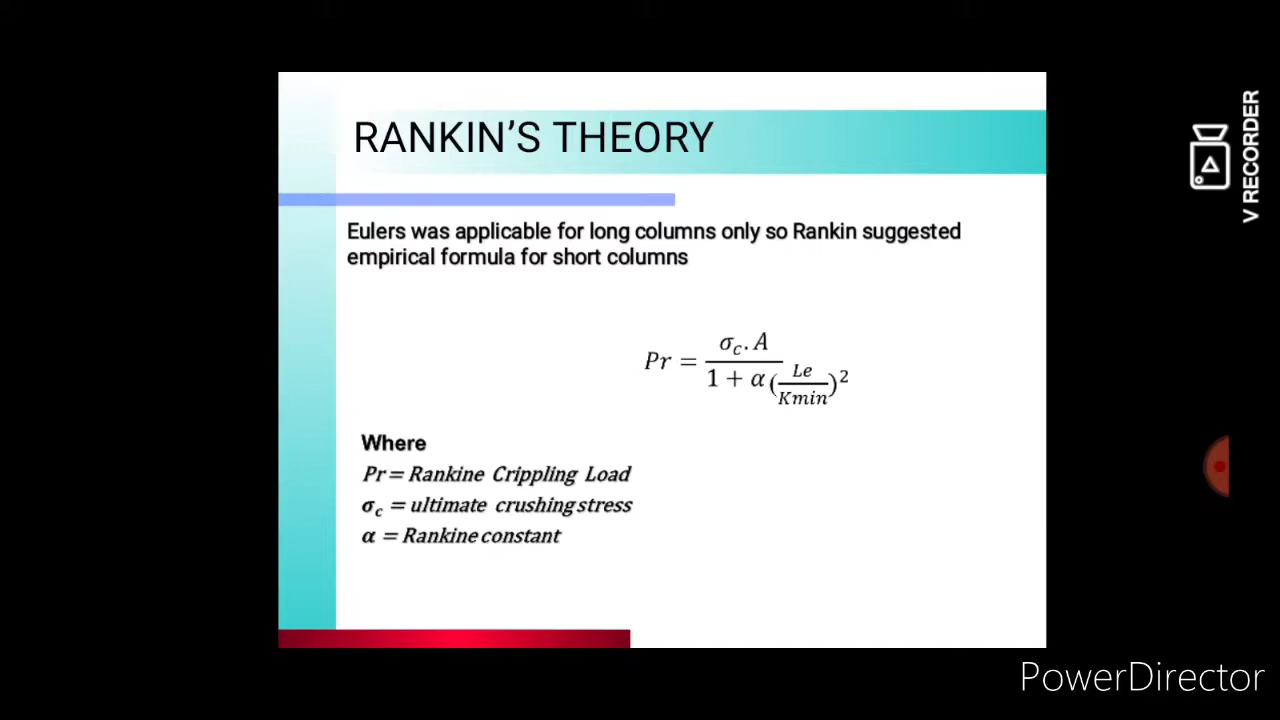 RANKIN'S THEORY
Eulers was applicable for long columns only so Rankin suggested
empirical formula for short columns
Pr = σc. A / 1 + α (Le / Kmin)²
Where
Pr = Rankine Crippling Load
σc = ultimate crushing stress
α = Rankine constant
V RECORDER
PowerDirector